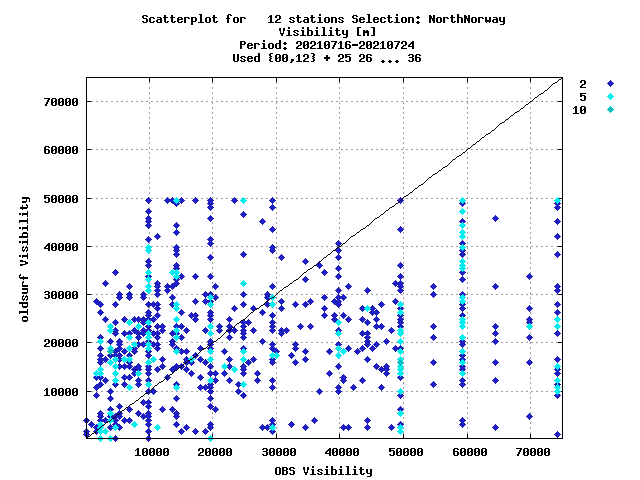 Scatterplot for   12 stations Selection: NorthNorway
Visibility [m]
Period: 20210716-20210724
Used {00,12} + 25 26 ... 36
2
5
10
70000
60000
50000
40000
30000
20000
10000
oldsurf Visibility
10000 20000 30000 40000 50000 60000 70000
OBS Visibility